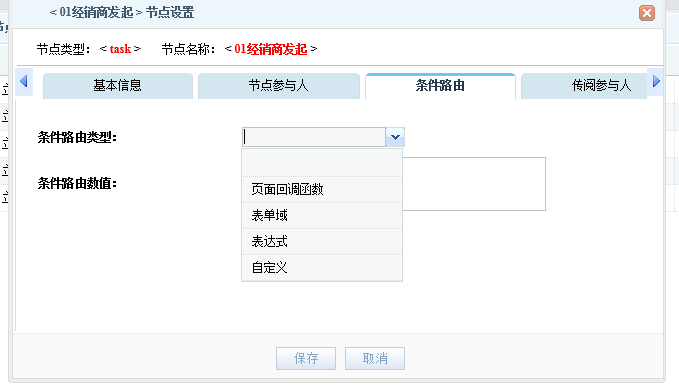 < 01经销商发起 > 节点设置
节点类型: < task > 节点名称: < 01经销商发起 >
基本信息 节点参与人 条件路由 传阅参与人
条件路由类型:
条件路由数值:
页面回调函数
表单域
表达式
自定义
保存 取消